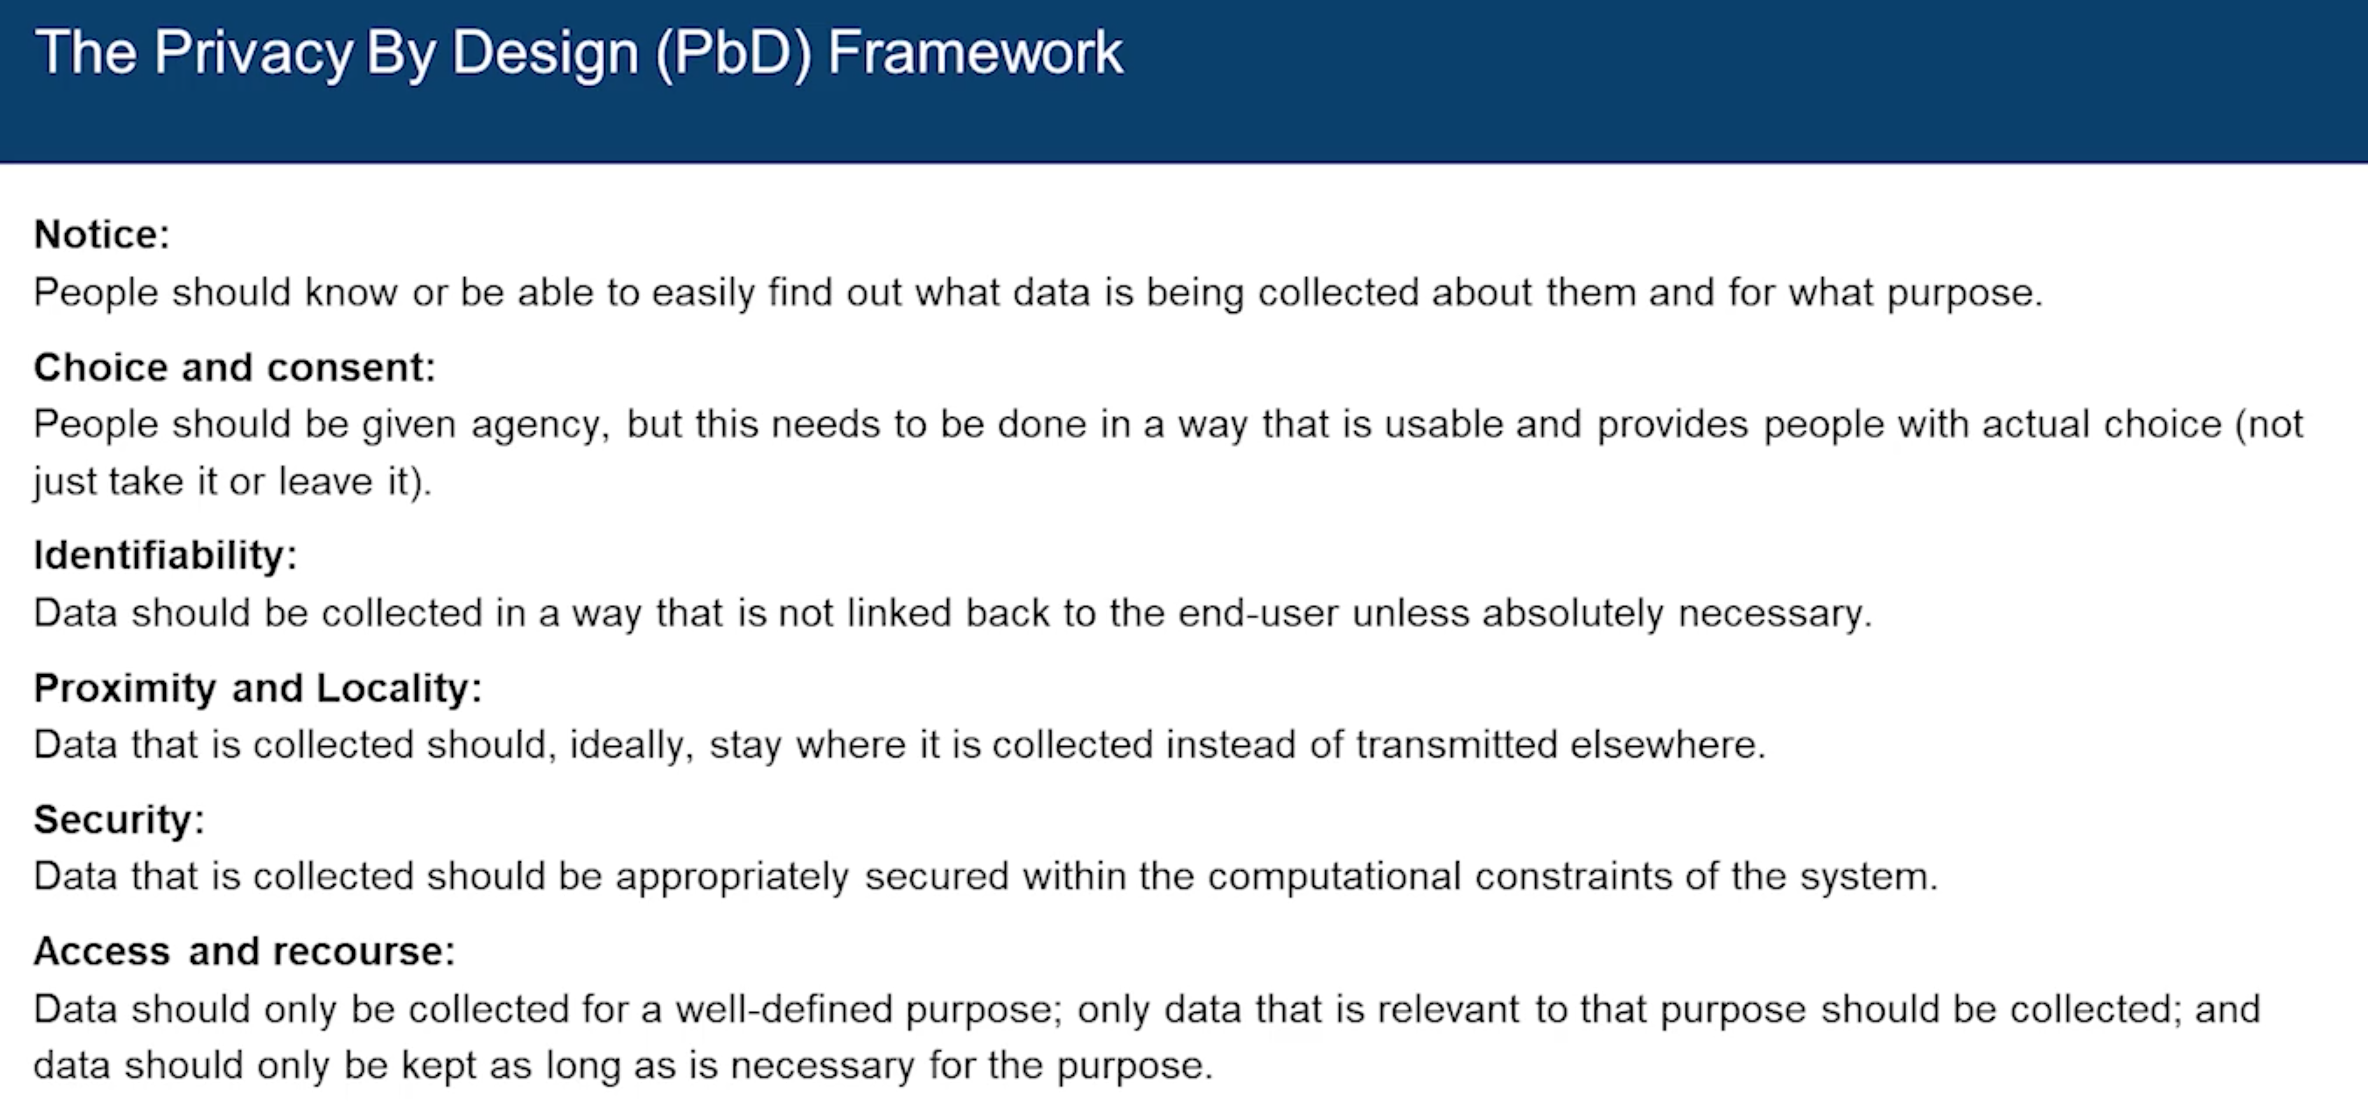 The Privacy By Design (PbD) Framework
Notice:
People should know or be able to easily find out what data is being collected about them and for what purpose.
Choice and consent:
People should be given agency, but this needs to be done in a way that is usable and provides people with actual choice (not
just take it or leave it).
Identifiability:
Data should be collected in a way that is not linked back to the end-user unless absolutely necessary.
Proximity and Locality:
Data that is collected should, ideally, stay where it is collected instead of transmitted elsewhere.
Security:
Data that is collected should be appropriately secured within the computational constraints of the system.
Access and recourse:
Data should only be collected for a well-defined purpose; only data that is relevant to that purpose should be collected; and
data should only be kept as long as is necessary for the purpose.